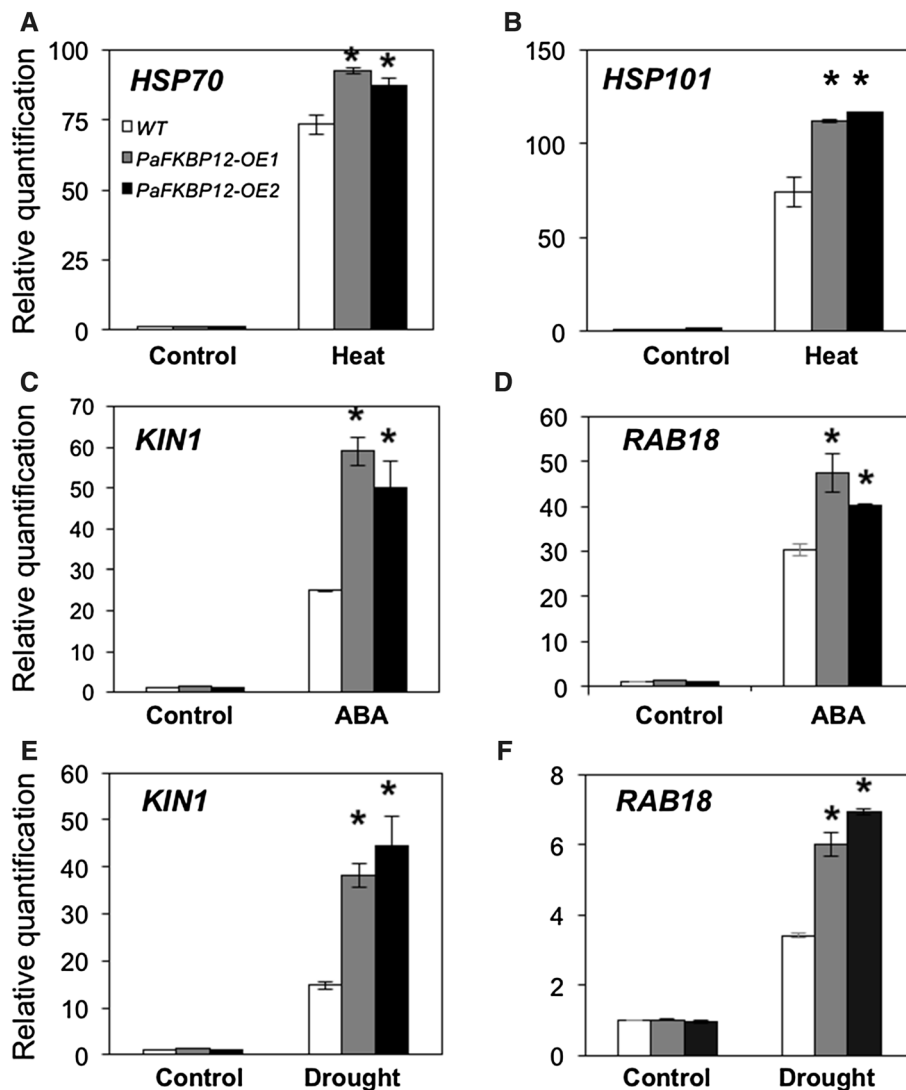 A
Relative quantification
100
75
50
25
0
HSP70
WT
PaFKBP12-OE1
PaFKBP12-OE2
* *
Control Heat
B
150
100
50
0
HSP101
* *
Control Heat
C
Relative quantification
70
60
50
40
30
20
10
0
KIN1
* *
Control ABA
D
60
50
40
30
20
10
0
RAB18
* *
Control ABA
E
Relative quantification
60
50
40
30
20
10
0
KIN1
* *
Control Drought
F
8
6
4
2
0
RAB18
* *
Control Drought